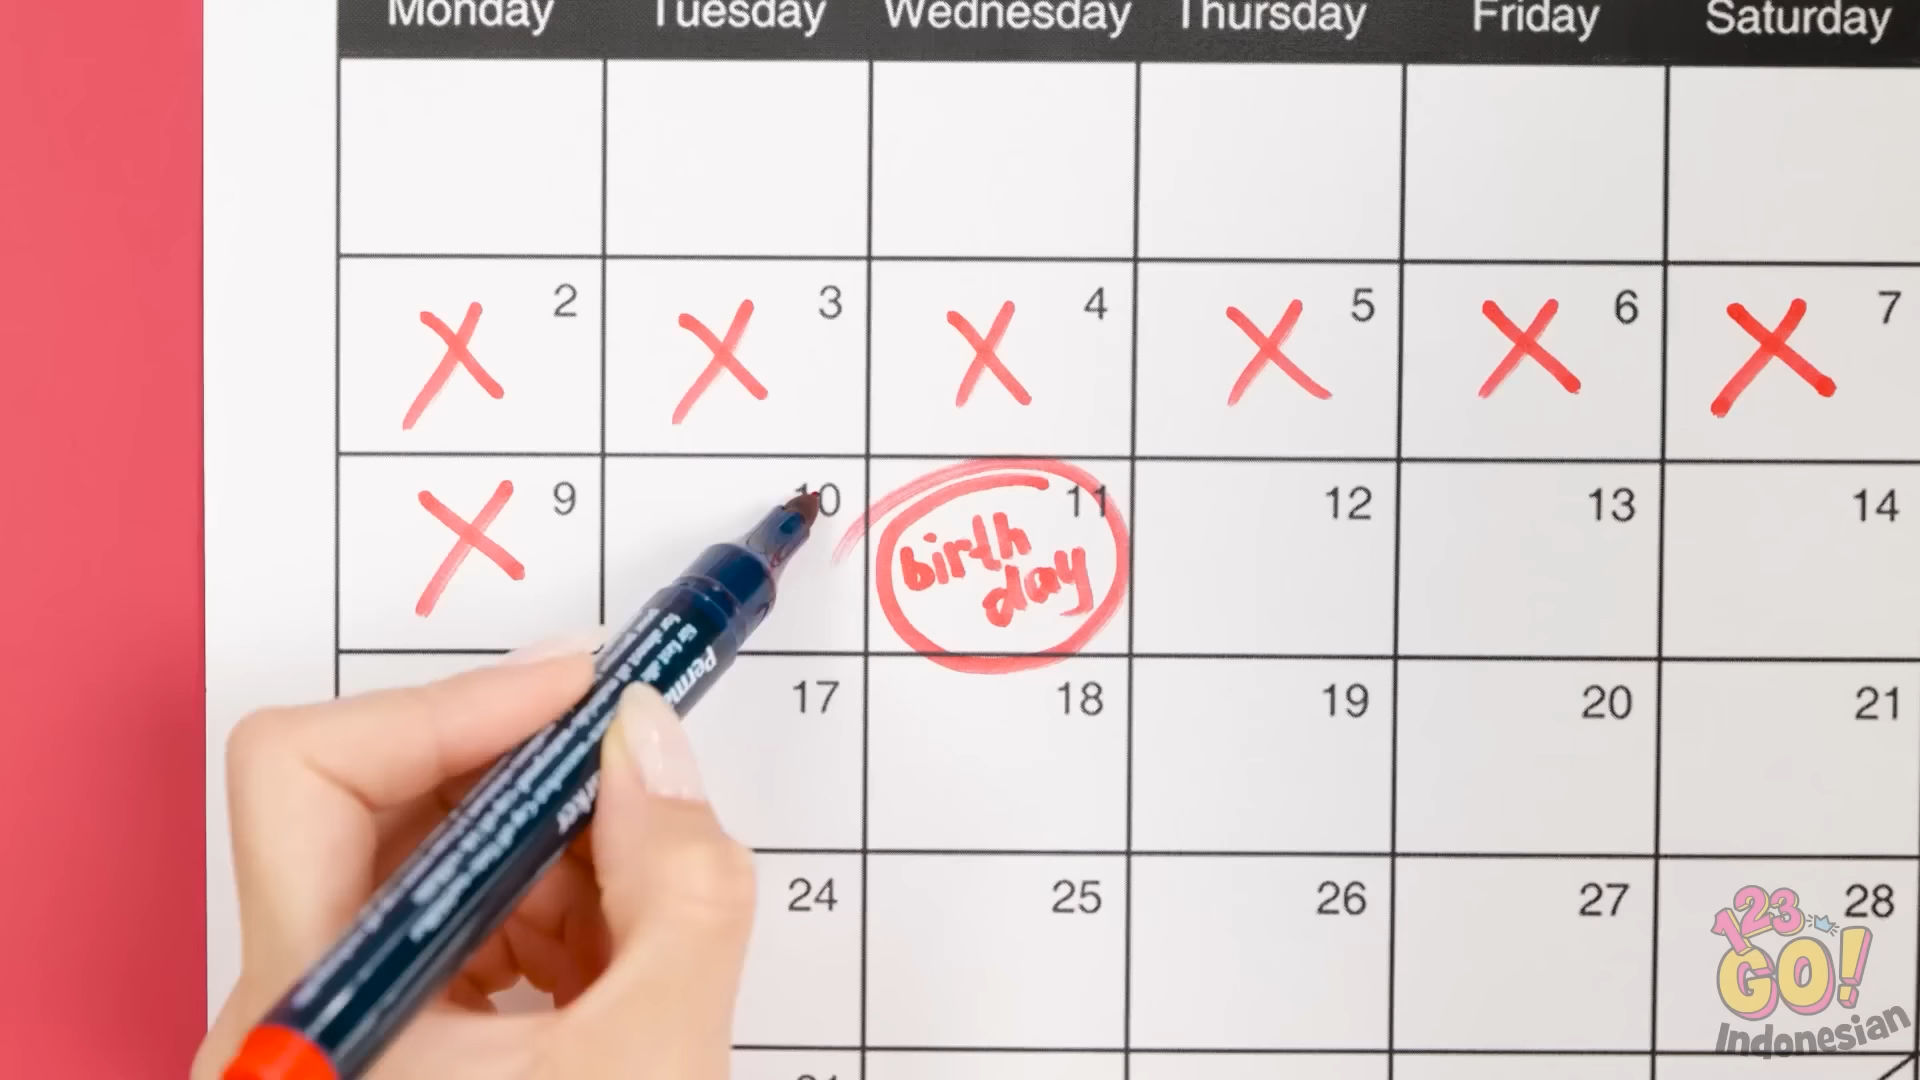 Monday Tuesday Wednesday Thursday Friday Saturday
2 3 4 5 6 7
9 10 11 12 13 14
birth
day
17 18 19 20 21
24 25 26 27 28
Permanent
123
GO!
Indonesian